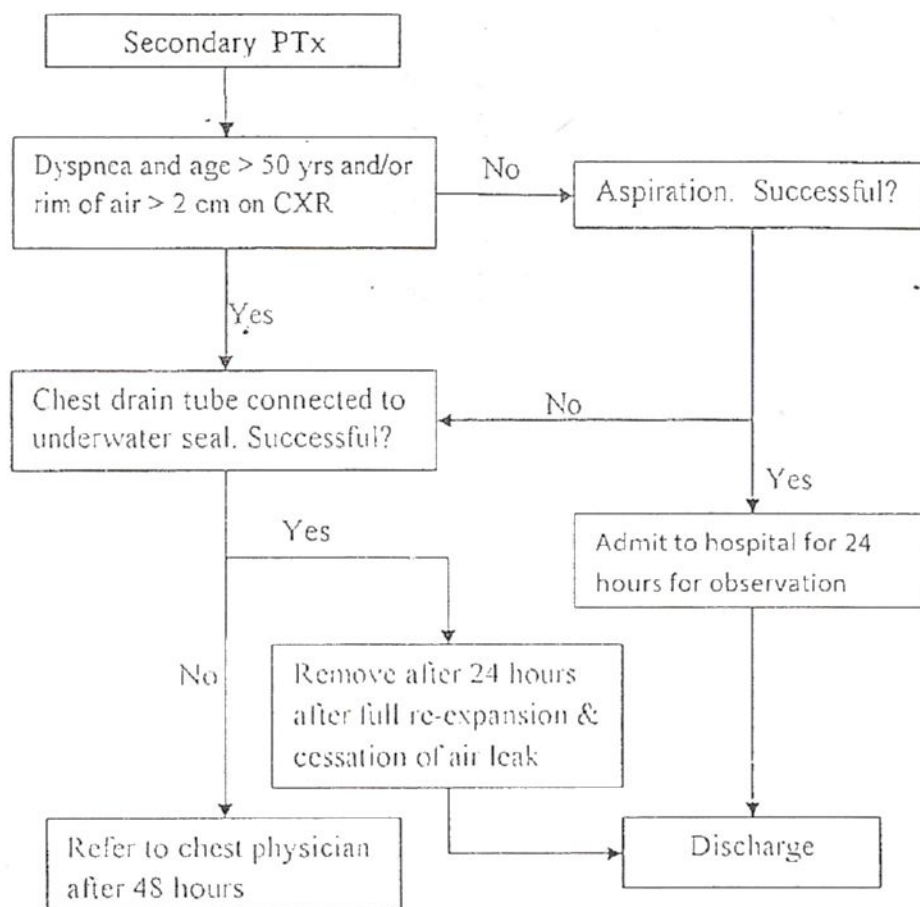 Secondary PTx
Dyspnea and age > 50 yrs and/or
rim of air > 2 cm on CXR
No
Aspiration. Successful?
Yes
Chest drain tube connected to
underwater seal. Successful?
No
Yes
Admit to hospital for 24
hours for observation
Yes
No
Remove after 24 hours
after full re-expansion &
cessation of air leak
Refer to chest physician
after 48 hours
Discharge